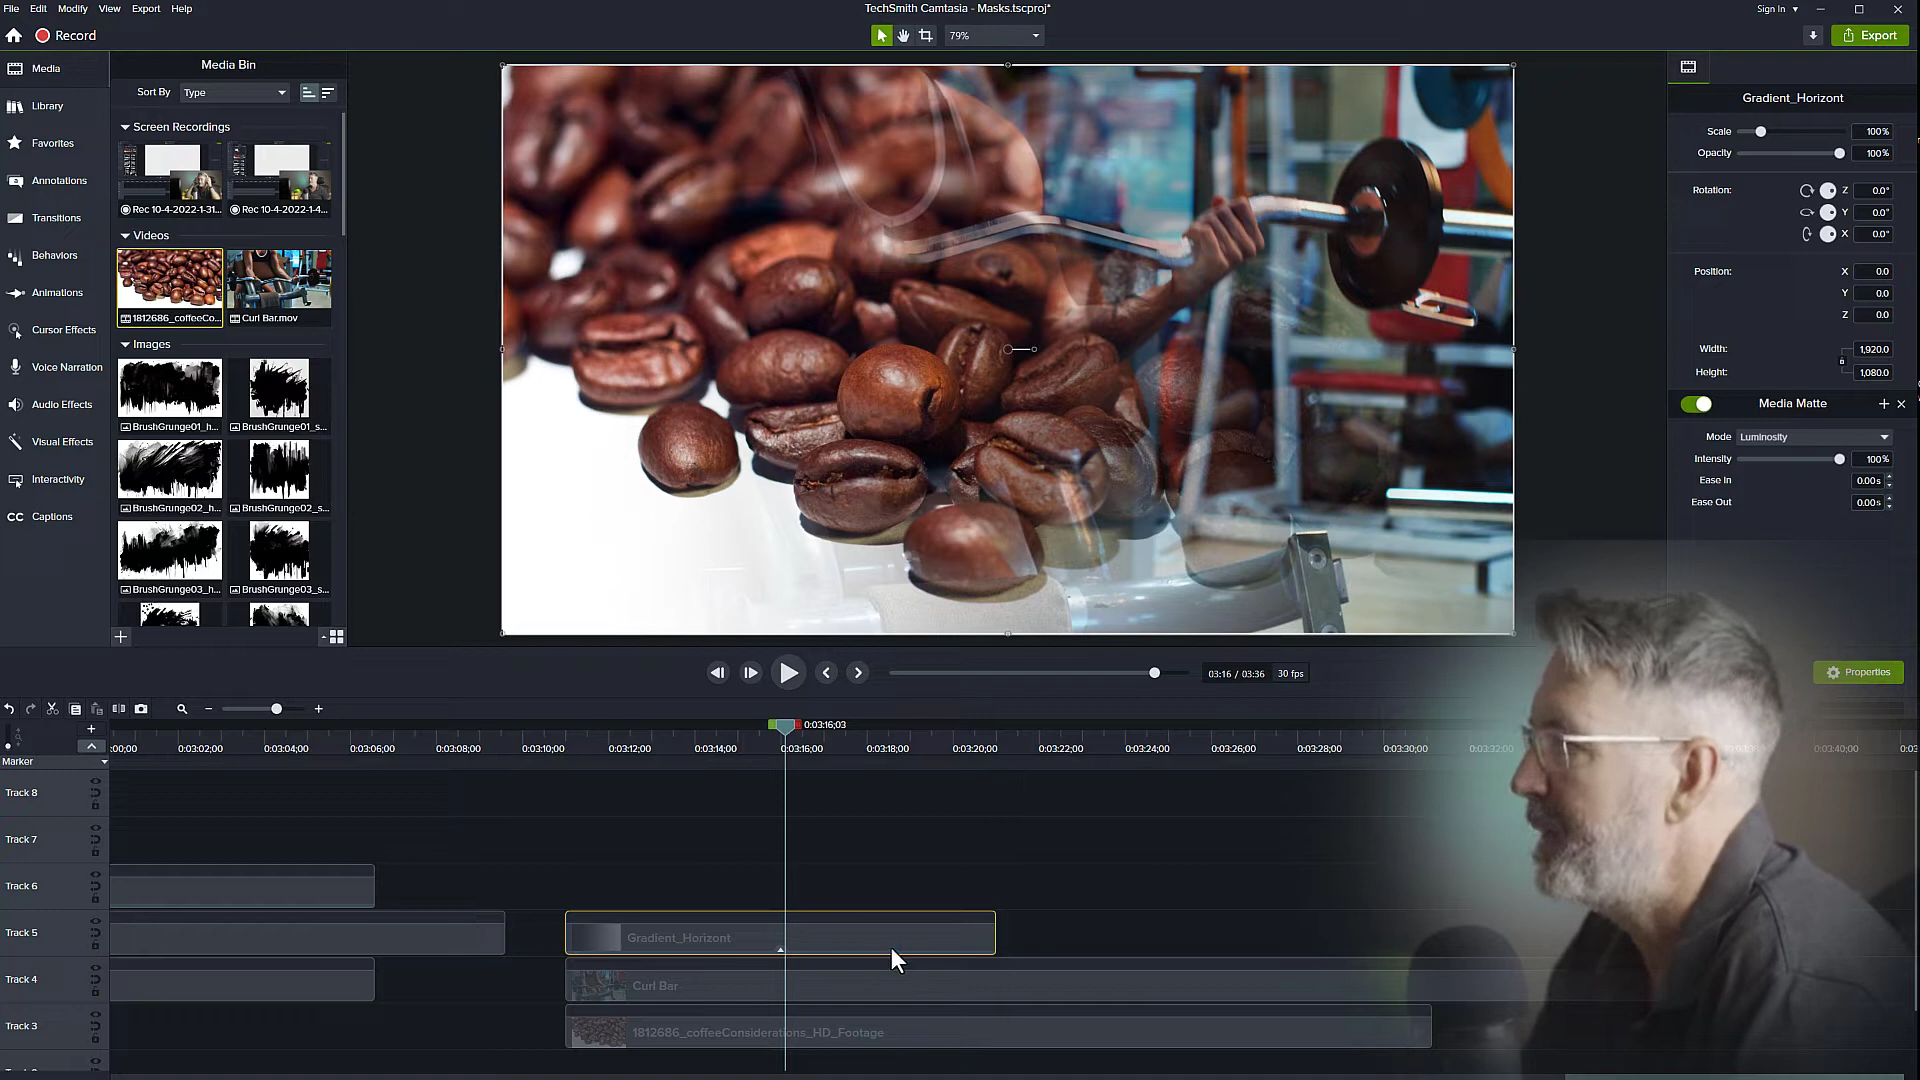 File Edit Modify View Export Help
TechSmith Camtasia - Masks.tscproj*
Sign In
Record
79%
Export
Media
Library
Favorites
Annotations
Transitions
Behaviors
Animations
Cursor Effects
Voice Narration
Audio Effects
Visual Effects
Interactivity
CC Captions
Media Bin
Sort By Type
Screen Recordings
Rec 10-4-2022-1-31... Rec 10-4-2022-1-4...
Videos
1812686_coffeeCo... Curl Bar.mov
Images
BrushGrunge01_h... BrushGrunge01_s...
BrushGrunge02_h... BrushGrunge02_s...
BrushGrunge03_h... BrushGrunge03_s...
Gradient_Horizont
Scale 100%
Opacity 100%
Rotation: Z 0.0°
Y 0.0°
X 0.0°
Position: X 0.0
Y 0.0
Z 0.0
Width: 1,920.0
Height: 1,080.0
Media Matte
Mode Luminosity
Intensity 100%
Ease In 0.00s
Ease Out 0.00s
03:16 / 03:36 30 fps
Properties
0:03:16;03
:00;00 0:03:02;00 0:03:04;00 0:03:06;00 0:03:08;00 0:03:10;00 0:03:12;00 0:03:14;00 0:03:16;00 0:03:18;00 0:03:20;00 0:03:22;00 0:03:24;00 0:03:26;00 0:03:28;00 0:03:30;00 0:03:32;00 0:03:40;00
Marker
Track 8
Track 7
Track 6
Track 5
Gradient_Horizont
Track 4
Curl Bar
Track 3
1812686_coffeeConsiderations_HD_Footage